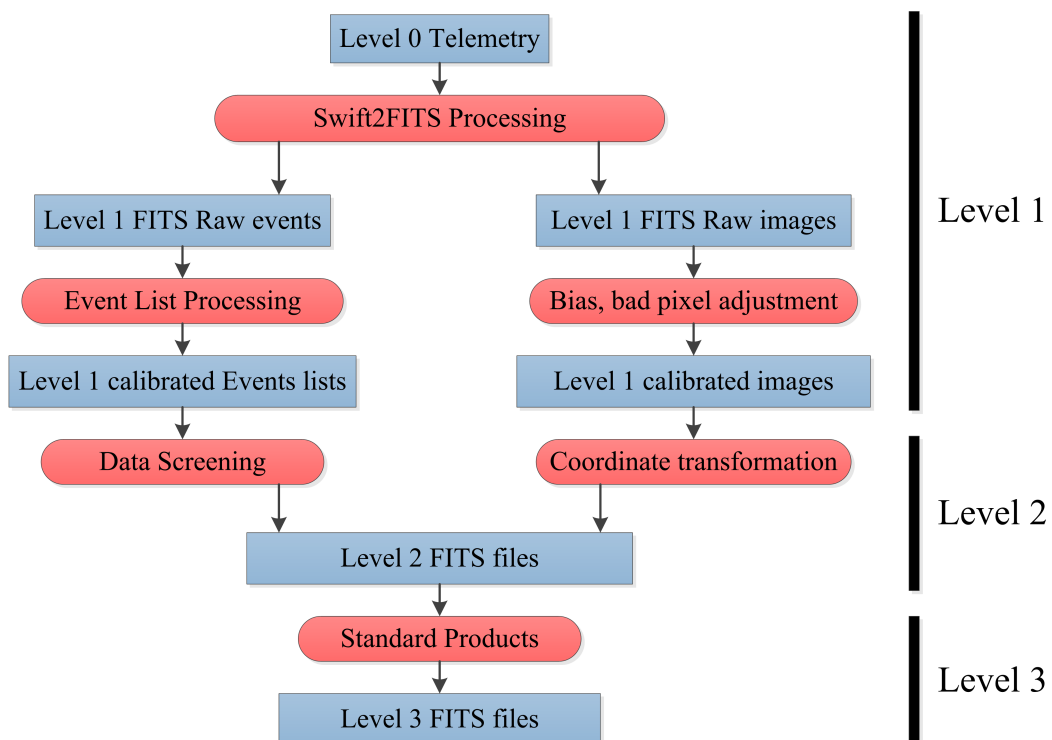 Level 0 Telemetry
Swift2FITS Processing
Level 1 FITS Raw events
Level 1 FITS Raw images
Level 1
Event List Processing
Bias, bad pixel adjustment
Level 1 calibrated Events lists
Level 1 calibrated images
Data Screening
Coordinate transformation
Level 2
Level 2 FITS files
Standard Products
Level 3
Level 3 FITS files